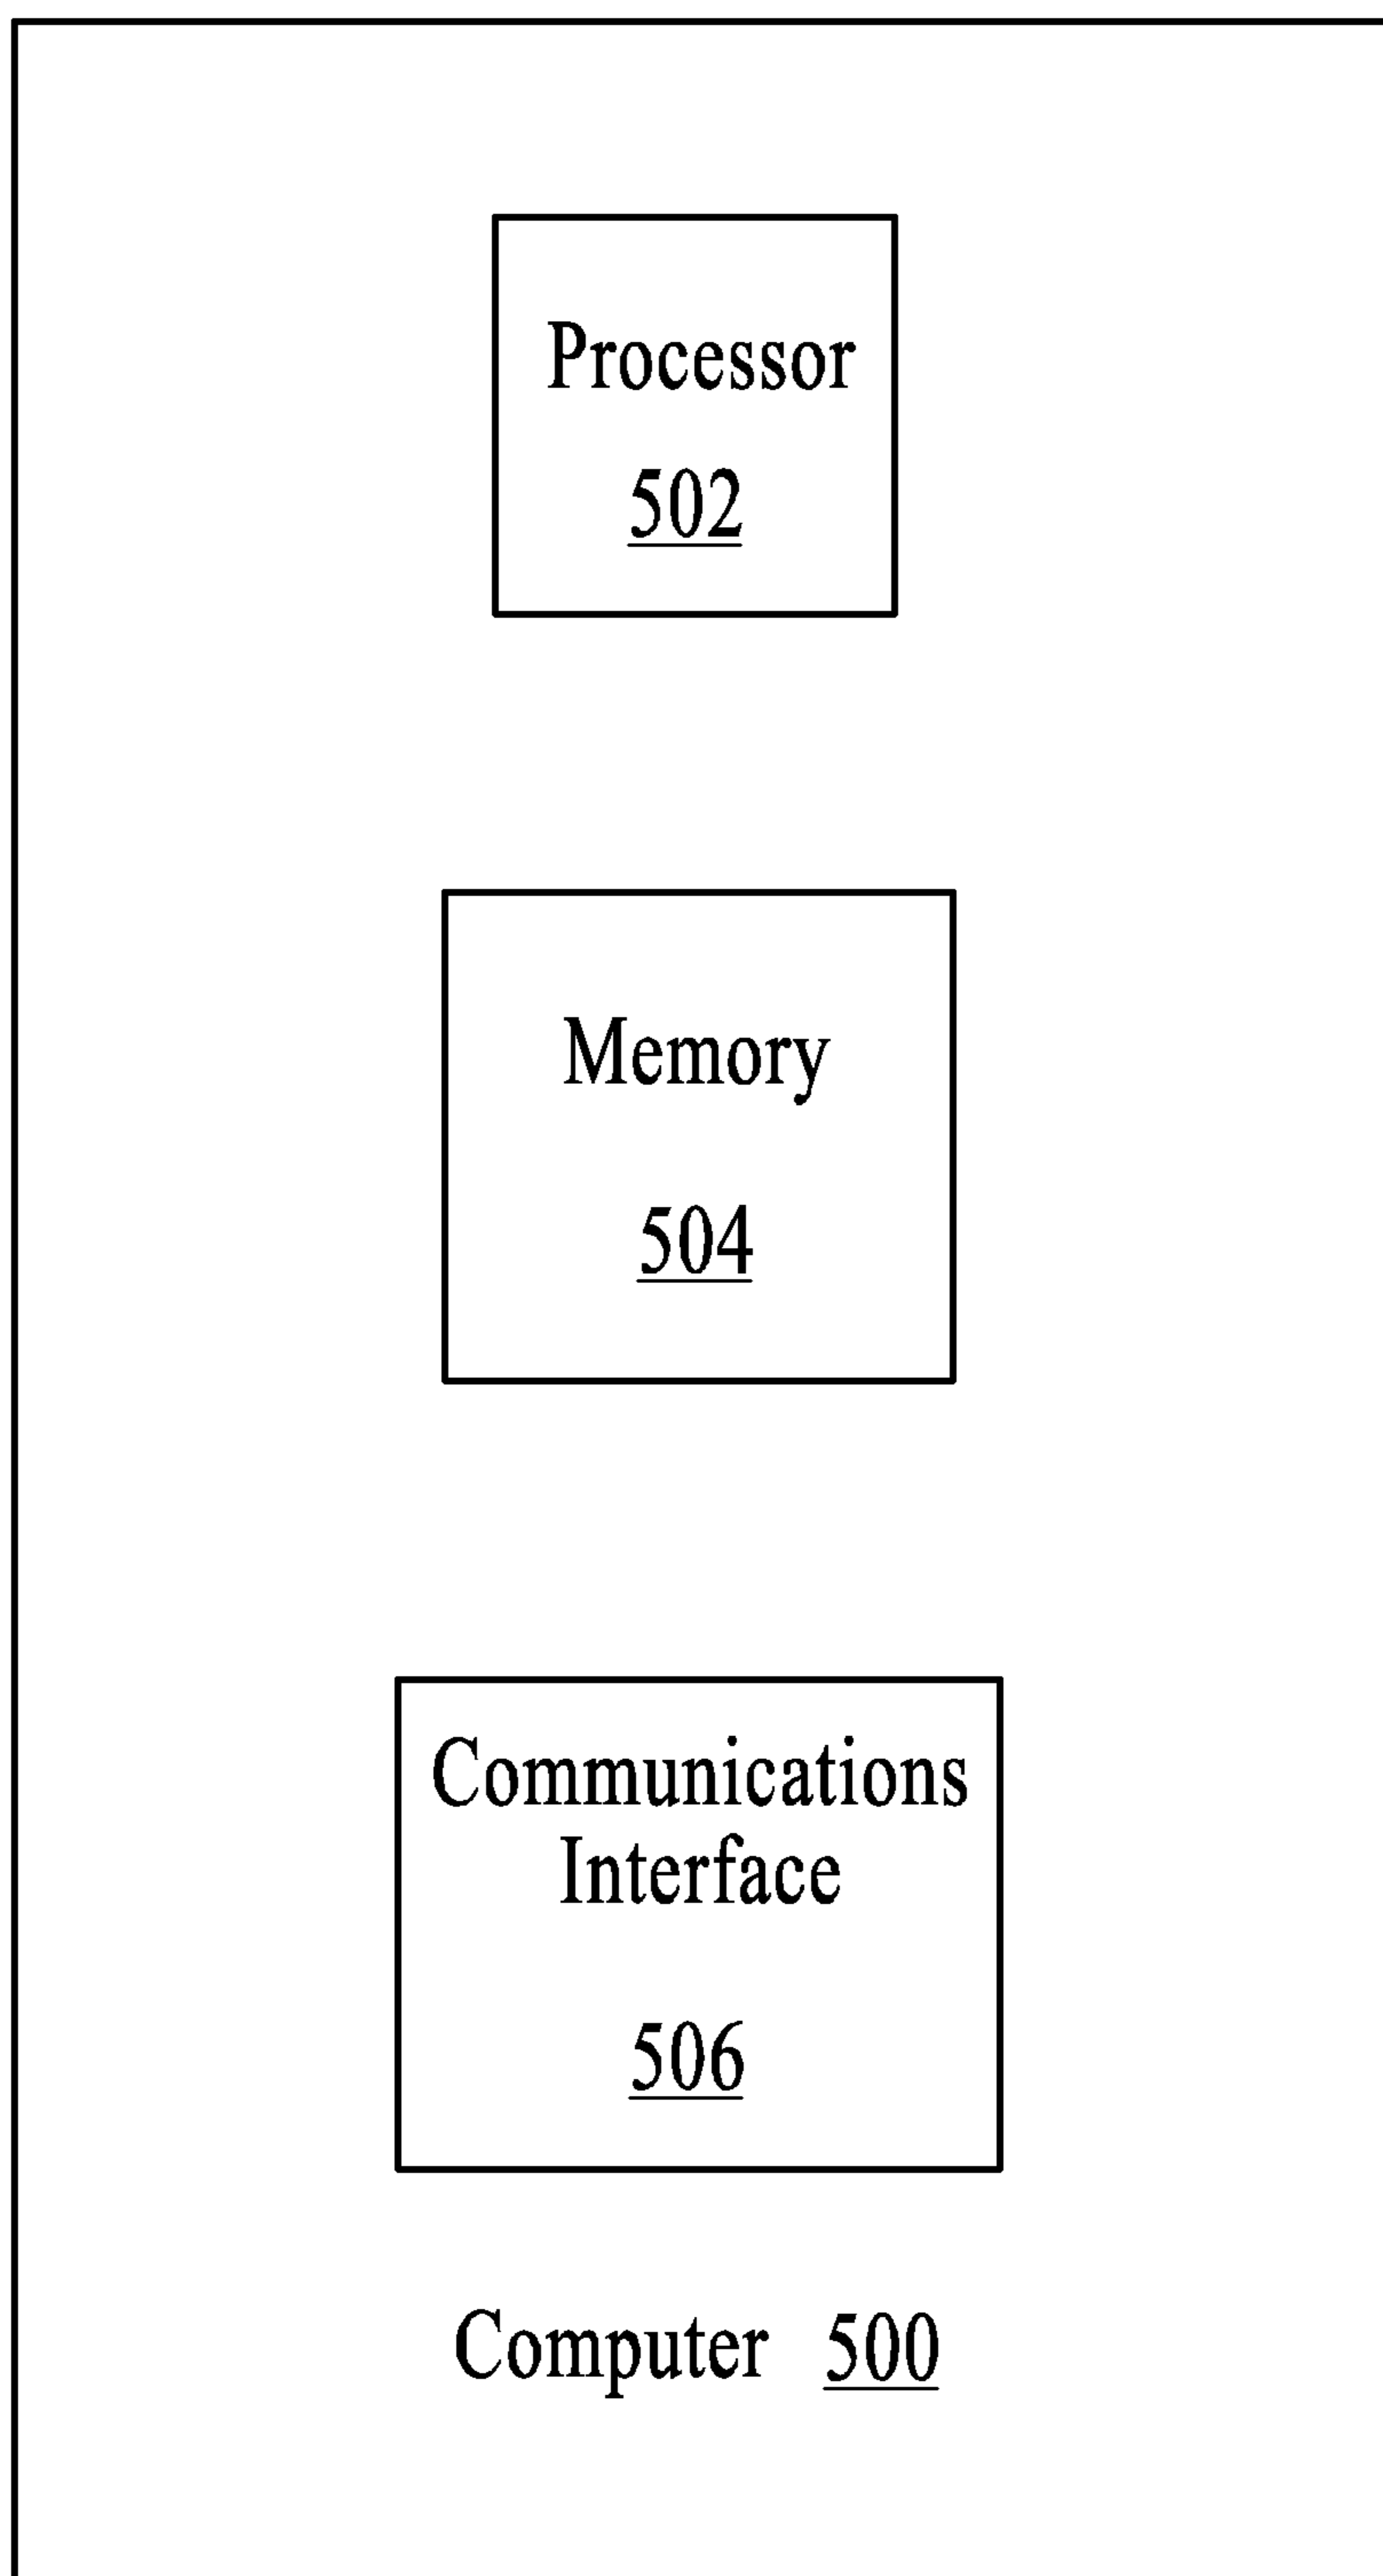 Processor
502
Memory
504
Communications
Interface
506
Computer 500